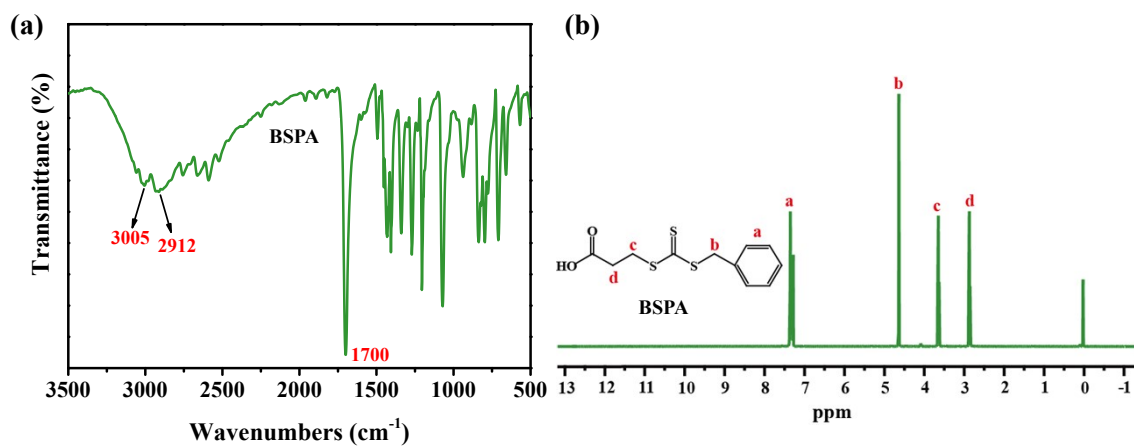 (a)
Transmittance (%)
BSPA
3005
2912
1700
3500 3000 2500 2000 1500 1000 500
Wavenumbers (cm⁻¹)
(b)
b
a
c
d
O
HO
d
c
S
S
S
b
a
BSPA
13 12 11 10 9 8 7 6 5 4 3 2 1 0 -1
ppm